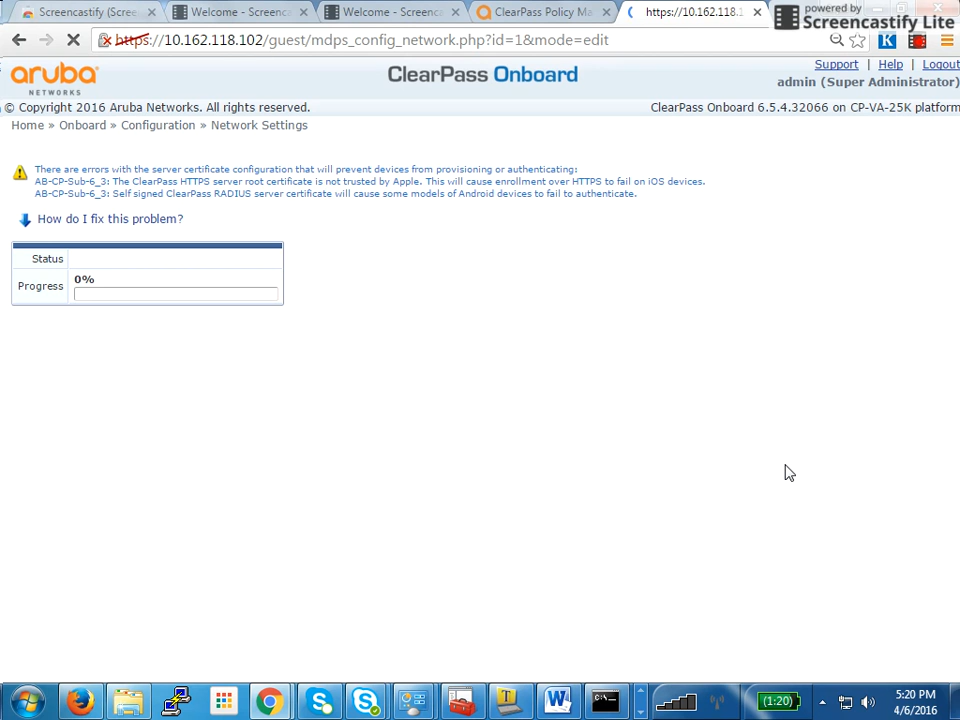 Screencastify (Scree
Welcome - Screenca
Welcome - Screenca
ClearPass Policy Ma
https://10.162.118.1
powered by
Screencastify Lite
https://10.162.118.102/guest/mdps_config_network.php?id=1&mode=edit
K
aruba
NETWORKS
ClearPass Onboard
Support | Help | Logout
admin (Super Administrator)
© Copyright 2016 Aruba Networks. All rights reserved.
ClearPass Onboard 6.5.4.32066 on CP-VA-25K platform
Home » Onboard » Configuration » Network Settings
There are errors with the server certificate configuration that will prevent devices from provisioning or authenticating:
AB-CP-Sub-6_3: The ClearPass HTTPS server root certificate is not trusted by Apple. This will cause enrollment over HTTPS to fail on iOS devices.
AB-CP-Sub-6_3: Self signed ClearPass RADIUS server certificate will cause some models of Android devices to fail to authenticate.
How do I fix this problem?
Status
Progress
0%
(1:20)
5:20 PM
4/6/2016